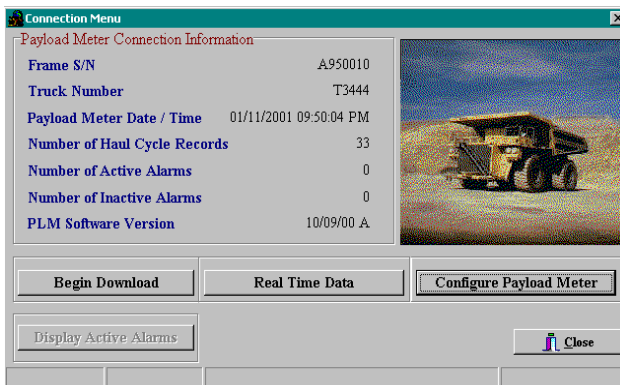 Connection Menu
Payload Meter Connection Information
Frame S/N A950010
Truck Number T3444
Payload Meter Date / Time 01/11/2001 09:50:04 PM
Number of Haul Cycle Records 33
Number of Active Alarms 0
Number of Inactive Alarms 0
PLM Software Version 10/09/00 A
Begin Download Real Time Data Configure Payload Meter
Display Active Alarms Close